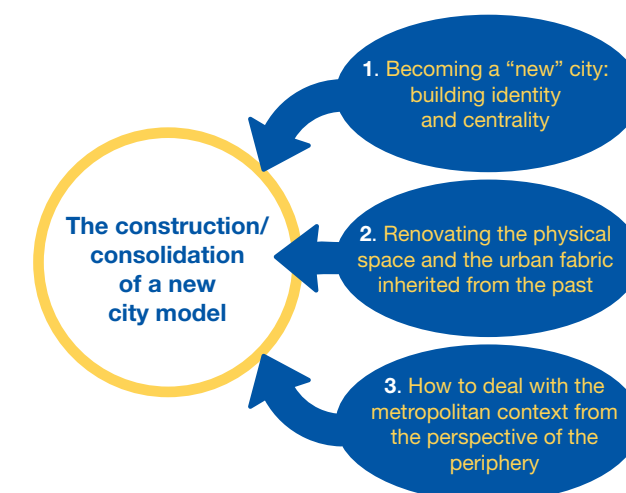 The construction/
consolidation
of a new
city model
1. Becoming a “new” city:
building identity
and centrality
2. Renovating the physical
space and the urban fabric
inherited from the past
3. How to deal with the
metropolitan context from
the perspective of the
periphery